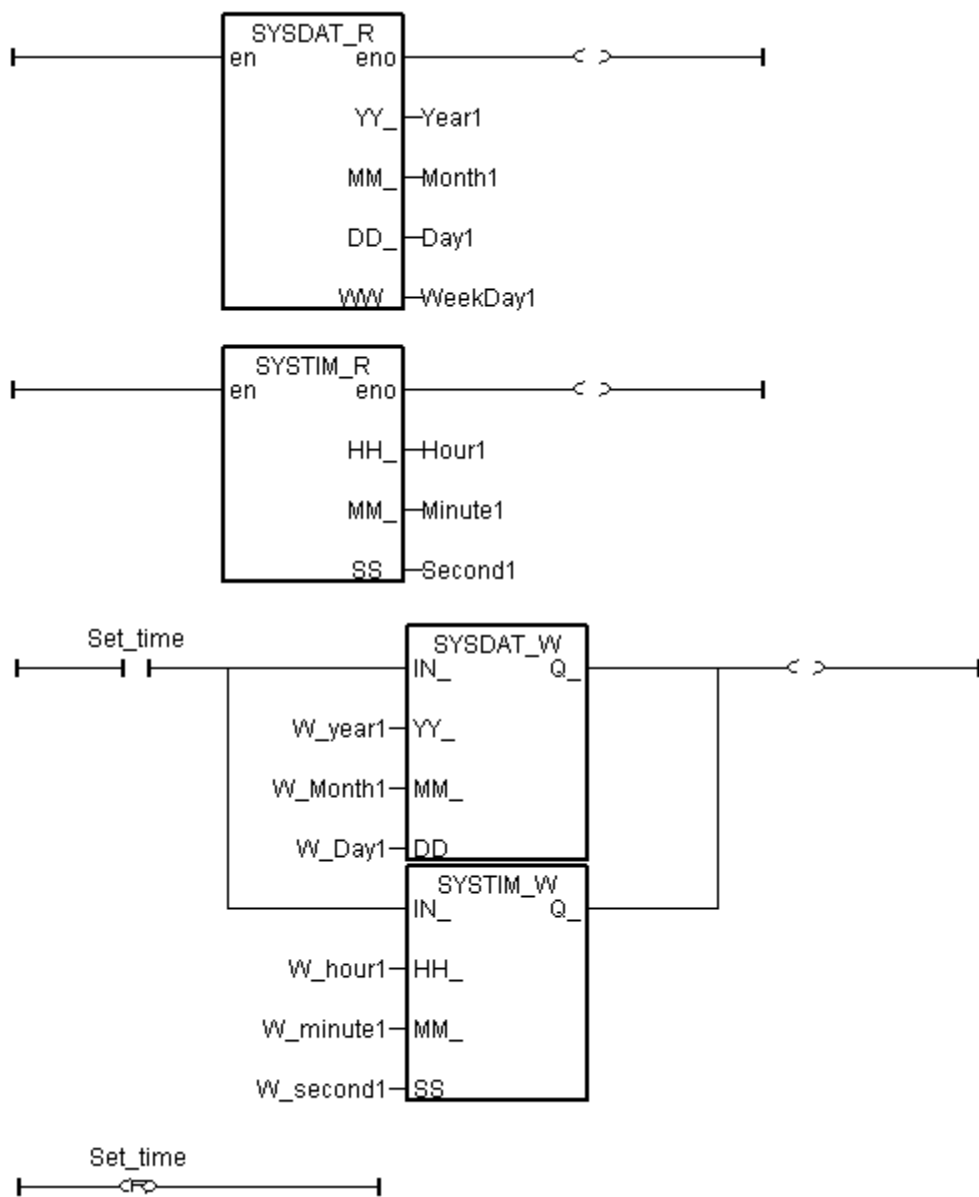 SYSDAT_R
en eno
YY_ Year1
MM_ Month1
DD_ Day1
WW WeekDay1
SYSTIM_R
en eno
HH_ Hour1
MM_ Minute1
SS Second1
Set_time
SYSDAT_W
IN_ Q_
W_year1 YY_
W_Month1 MM_
W_Day1 DD
SYSTIM_W
IN_ Q_
W_hour1 HH_
W_minute1 MM_
W_second1 SS
Set_time
R